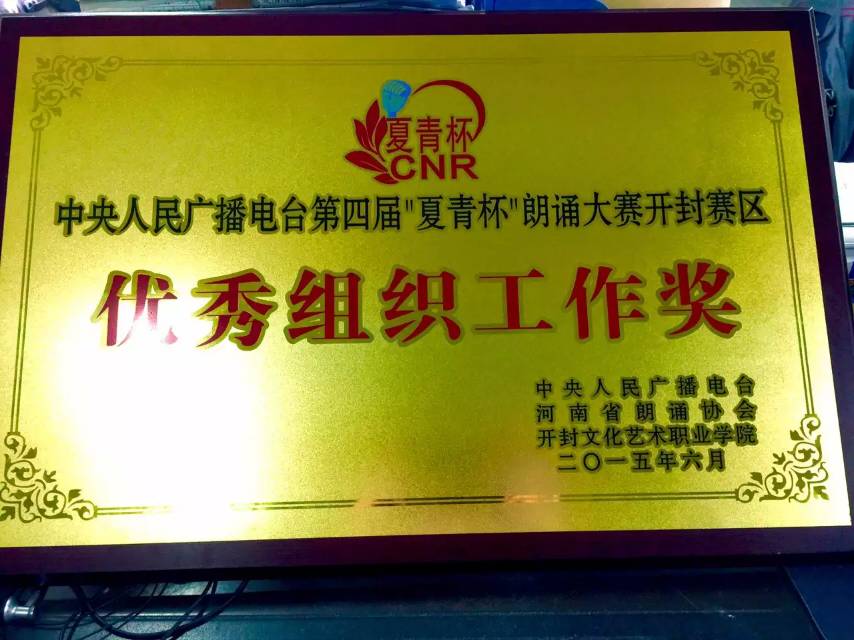 夏青杯
CNR
中央人民广播电台第四届"夏青杯"朗诵大赛开封赛区
优秀组织工作奖
中央人民广播电台
河南省朗诵协会
开封文化艺术职业学院
二〇一五年六月